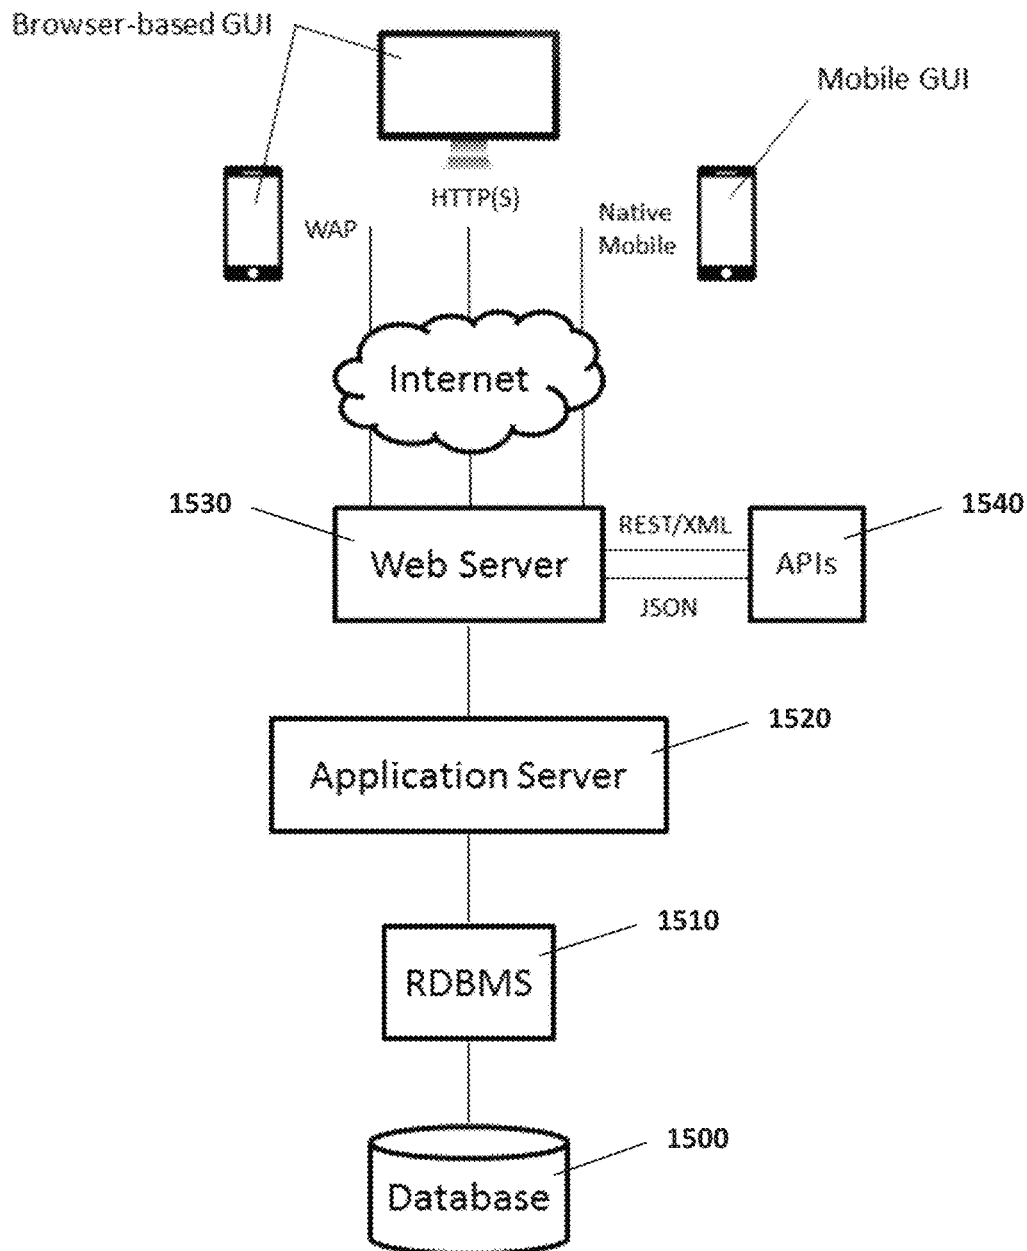 Browser-based GUI
Mobile GUI
HTTP(S)
WAP
Native
Mobile
Internet
1530
1540
REST/XML
Web Server
APIs
JSON
1520
Application Server
1510
RDBMS
1500
Database